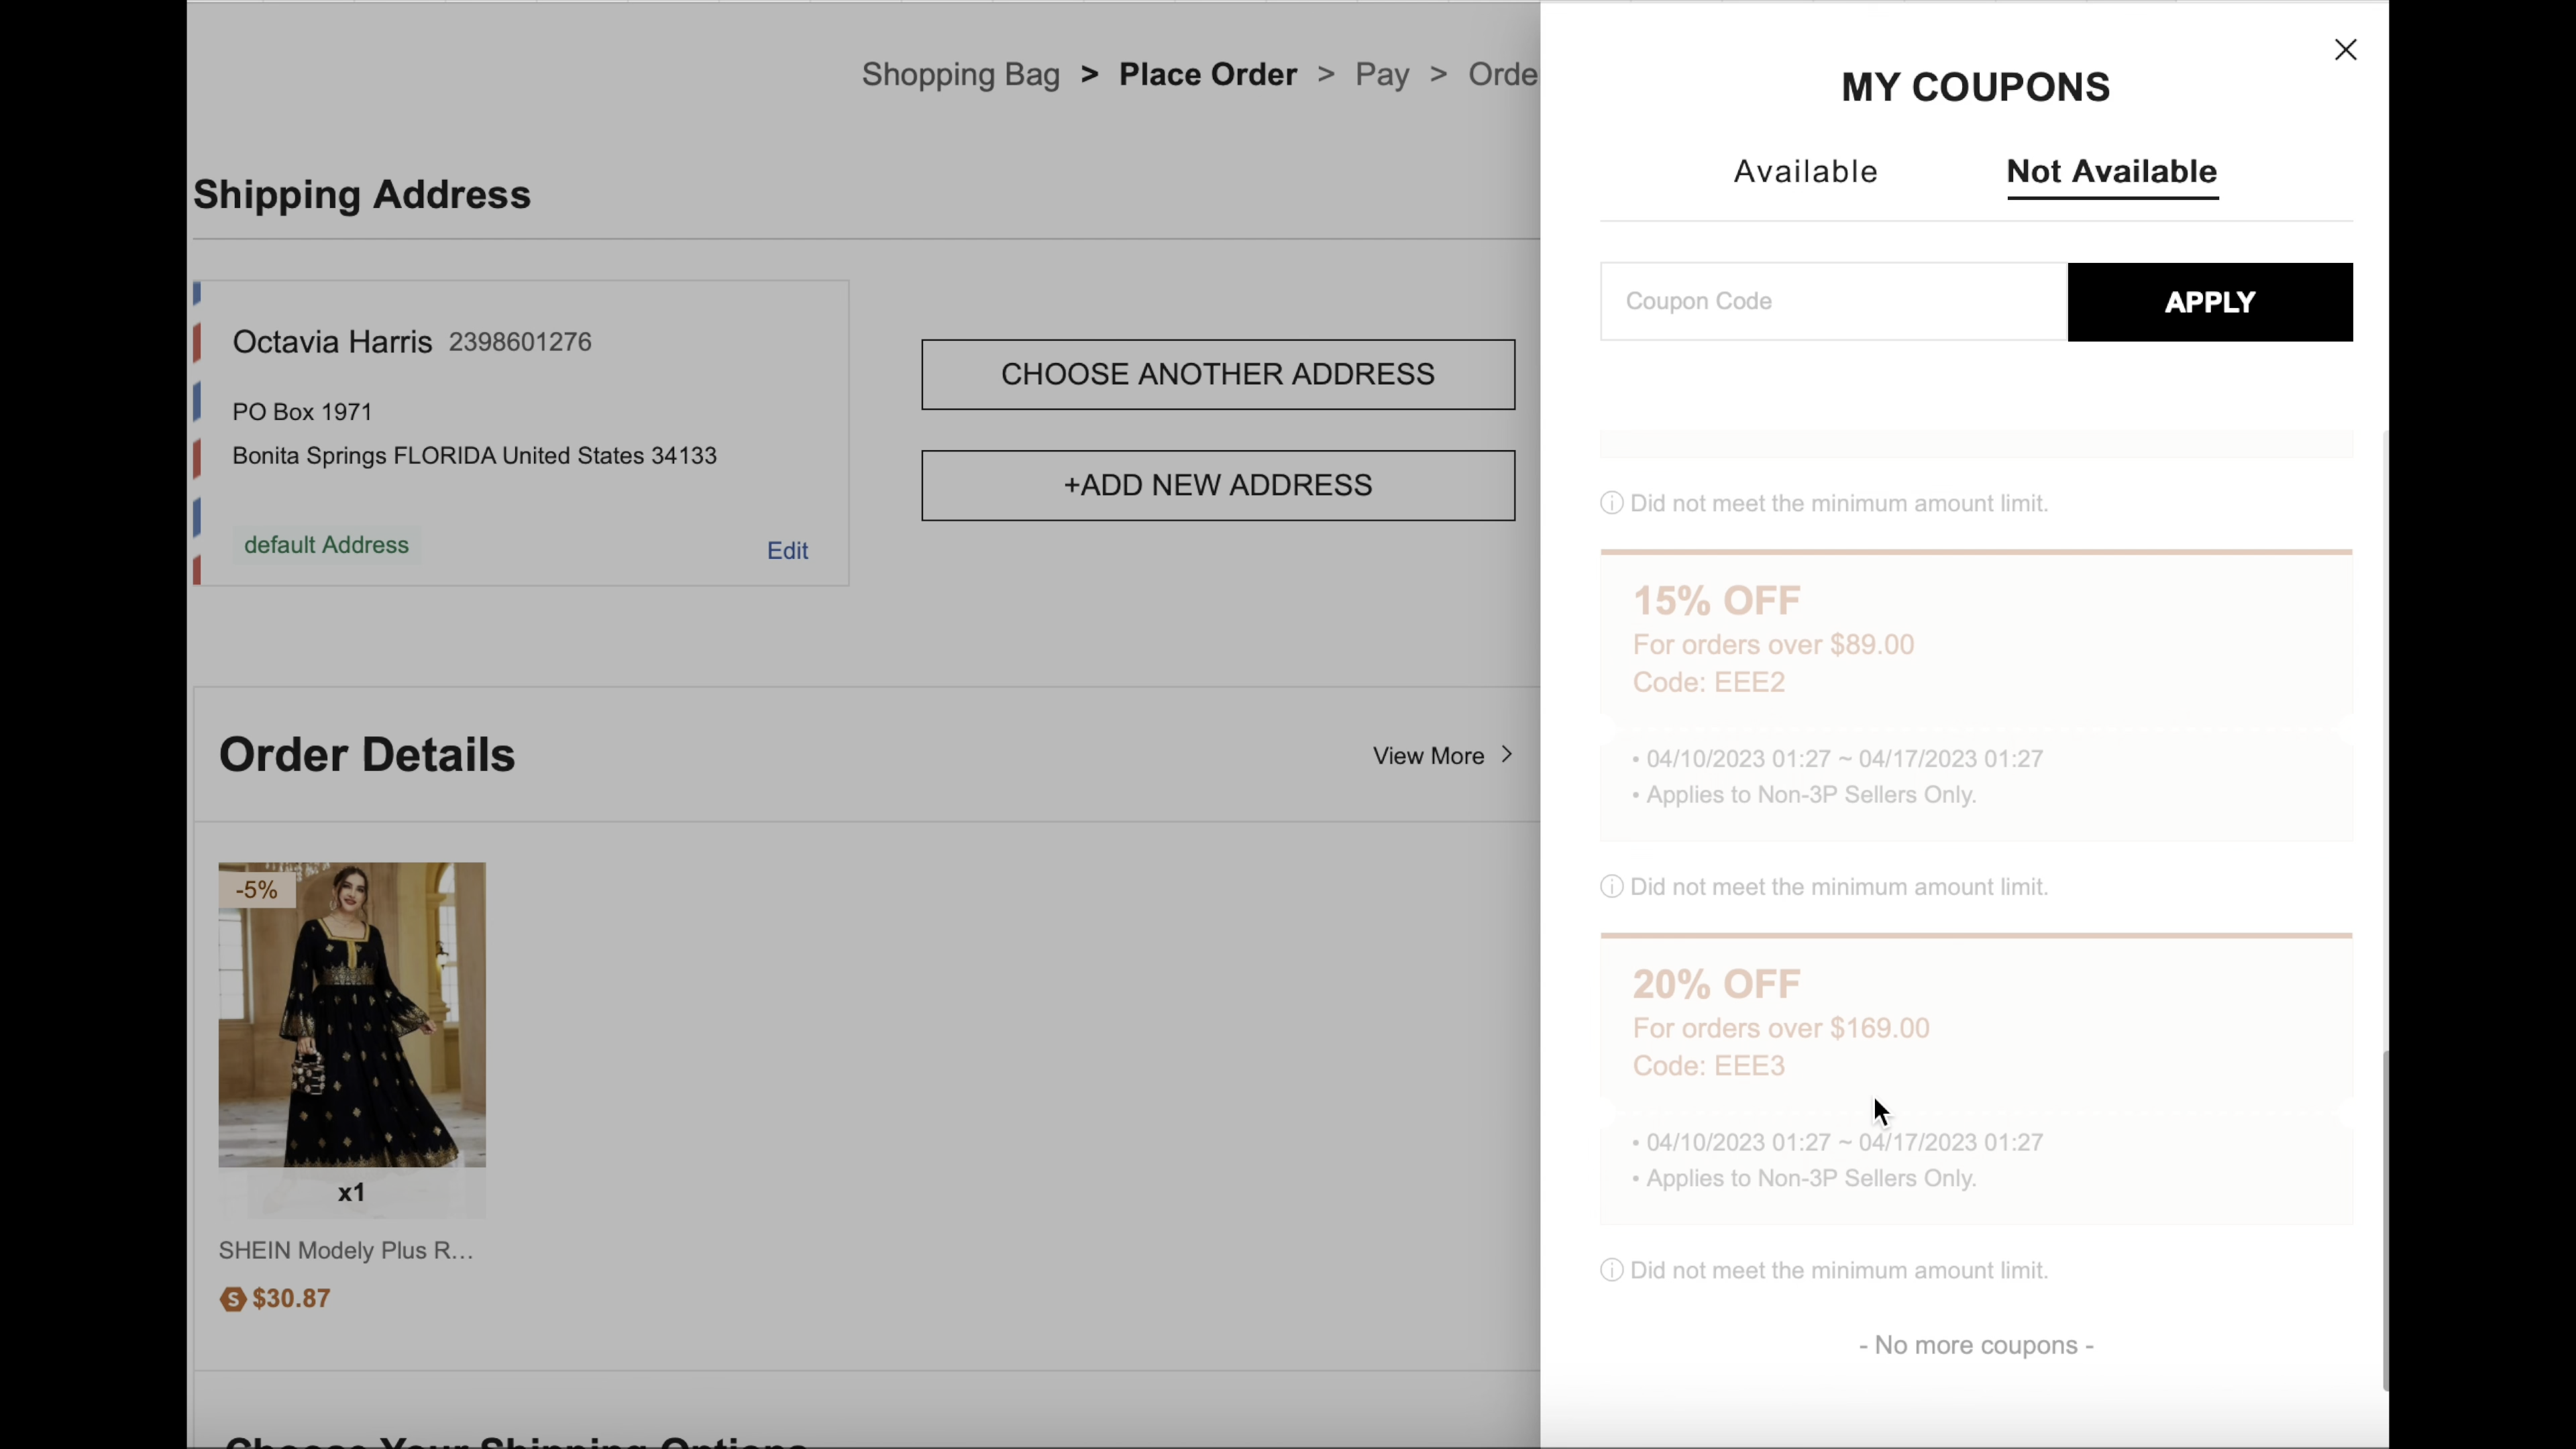 Shopping Bag > Place Order > Pay > Orde
Shipping Address
Octavia Harris 2398601276
PO Box 1971
Bonita Springs FLORIDA United States 34133
default Address
Edit
CHOOSE ANOTHER ADDRESS
+ADD NEW ADDRESS
Order Details
View More >
-5%
x1
SHEIN Modely Plus R...
S $30.87
Choose Your Shipping Options
MY COUPONS
Available
Not Available
Coupon Code
APPLY
Did not meet the minimum amount limit.
15% OFF
For orders over $89.00
Code: EEE2
• 04/10/2023 01:27 ~ 04/17/2023 01:27
• Applies to Non-3P Sellers Only.
Did not meet the minimum amount limit.
20% OFF
For orders over $169.00
Code: EEE3
• 04/10/2023 01:27 ~ 04/17/2023 01:27
• Applies to Non-3P Sellers Only.
Did not meet the minimum amount limit.
- No more coupons -